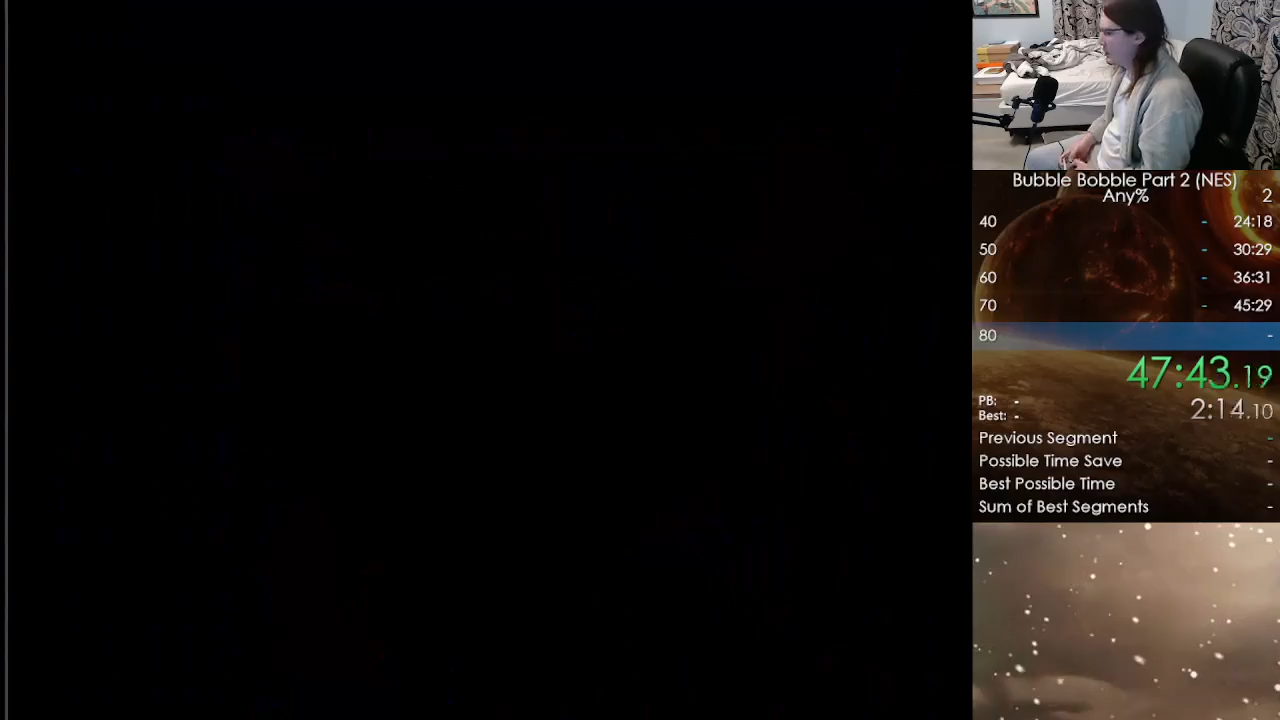 Bubble Bobble Part 2 (NES)
Any% 2
40 - 24:18
50 - 30:29
60 - 36:31
70 - 45:29
80 -
47:43.19
PB: - 2:14.10
Best: -
Previous Segment -
Possible Time Save -
Best Possible Time -
Sum of Best Segments -